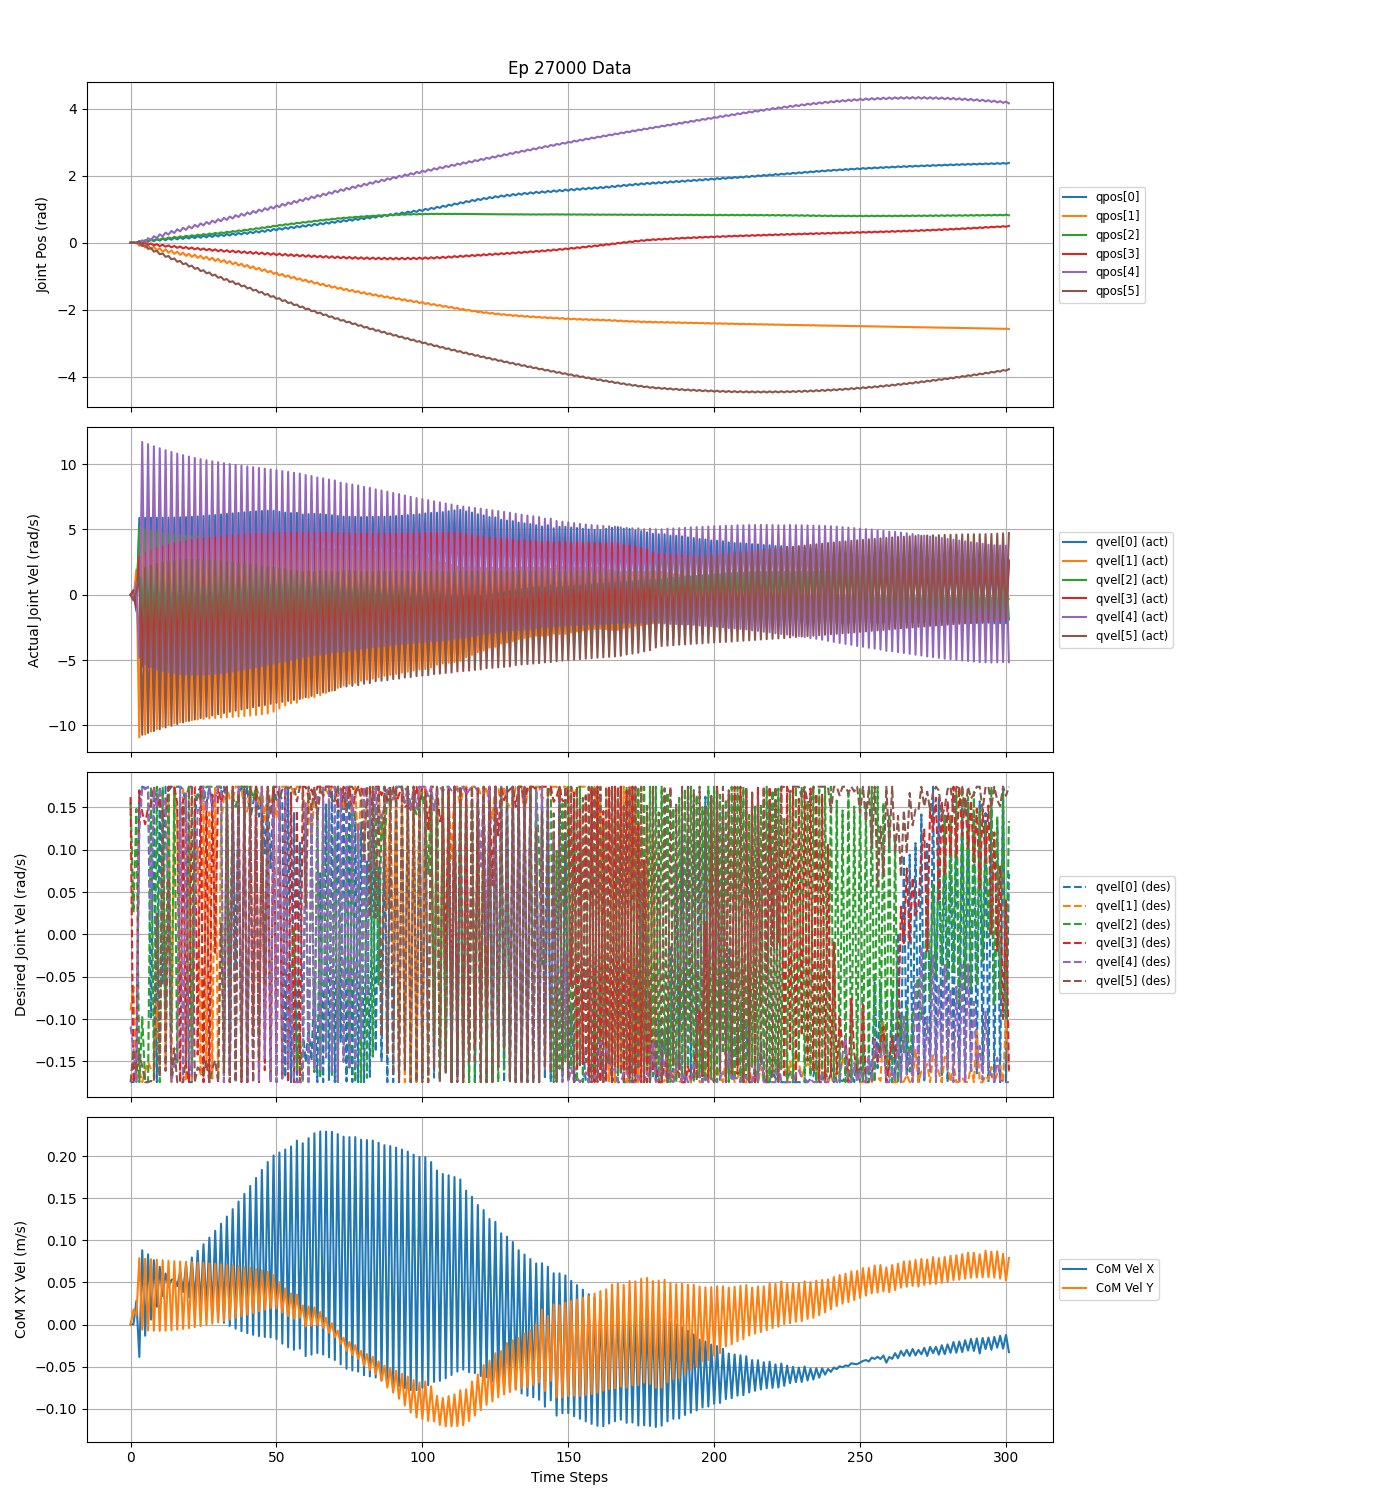 Ep 27000 Data
Joint Pos (rad)
4
2
0
−2
−4
qpos[0]
qpos[1]
qpos[2]
qpos[3]
qpos[4]
qpos[5]
Actual Joint Vel (rad/s)
10
5
0
−5
−10
qvel[0] (act)
qvel[1] (act)
qvel[2] (act)
qvel[3] (act)
qvel[4] (act)
qvel[5] (act)
Desired Joint Vel (rad/s)
0.15
0.10
0.05
0.00
−0.05
−0.10
−0.15
qvel[0] (des)
qvel[1] (des)
qvel[2] (des)
qvel[3] (des)
qvel[4] (des)
qvel[5] (des)
CoM XY Vel (m/s)
0.20
0.15
0.10
0.05
0.00
−0.05
−0.10
CoM Vel X
CoM Vel Y
0 50 100 150 200 250 300
Time Steps